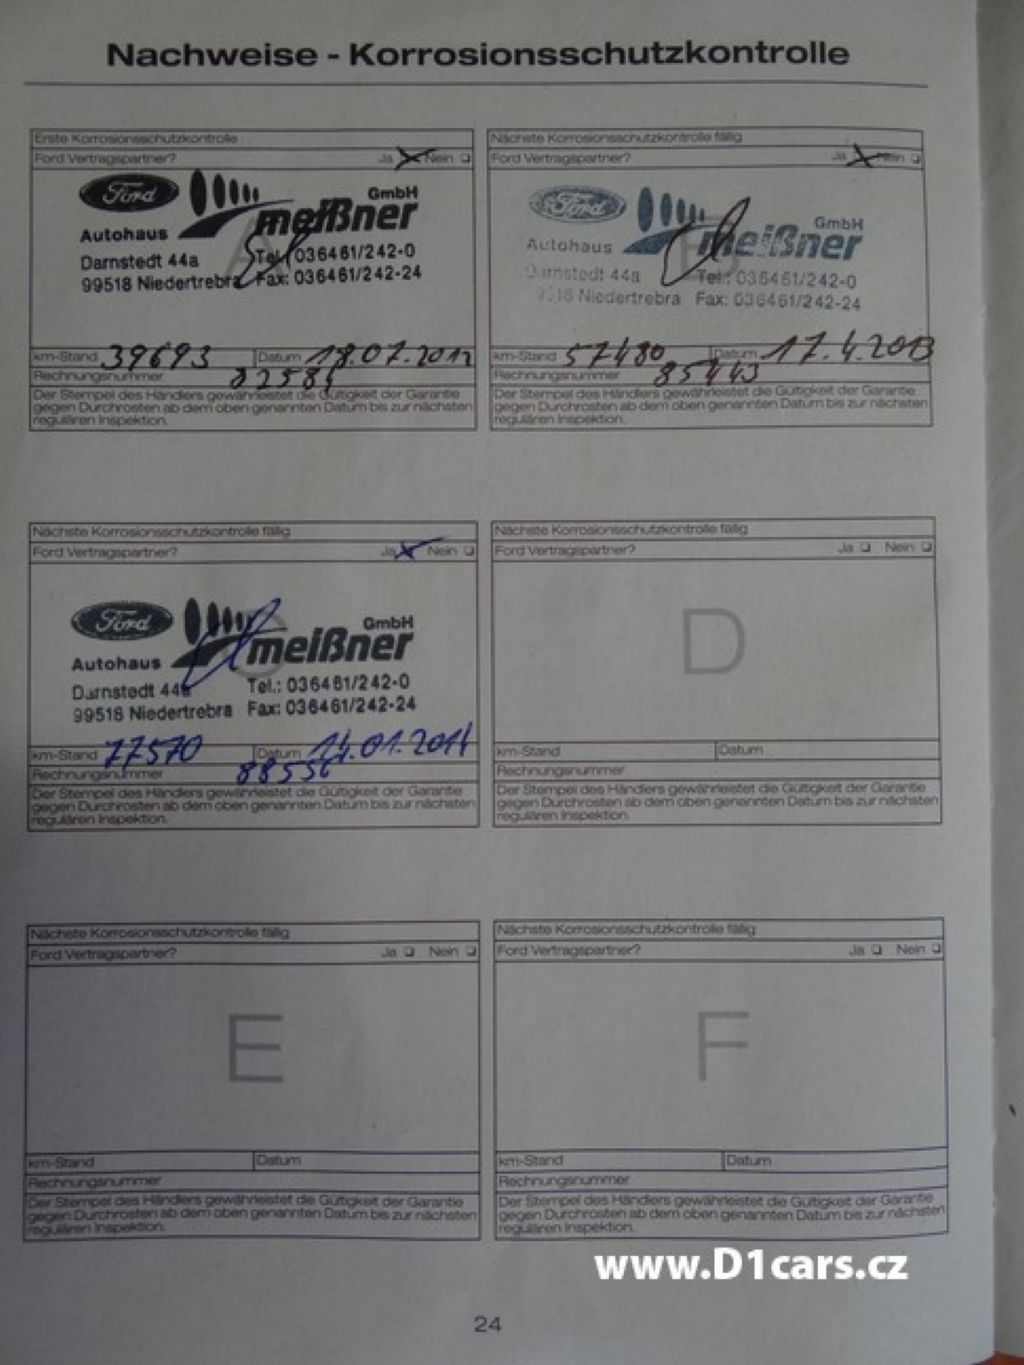 Nachweise - Korrosionsschutzkontrolle
Erste Korrosionsschutzkontrolle
Ford Vertragspartner? Ja Nein
Ford
GmbH
meißner
Autohaus
Darnstedt 44a Tel.: 036461/242-0
99518 Niedertrebra Fax: 036461/242-24
A
km-Stand 39693 Datum 18.07.2012
Rechnungsnummer
Der Stempel des Händlers gewährleistet die Gültigkeit der Garantie
gegen Durchrosten ab dem oben genannten Datum bis zur nächsten
regulären Inspektion.
Nächste Korrosionsschutzkontrolle fällig
Ford Vertragspartner? Ja Nein
Ford
GmbH
meißner
Autohaus
Darnstedt 44a Tel.: 036461/242-0
Niedertrebra Fax: 036461/242-24
km-Stand 57480 Datum 17.4.2013
Rechnungsnummer 85443
Der Stempel des Händlers gewährleistet die Gültigkeit der Garantie
gegen Durchrosten ab dem oben genannten Datum bis zur nächsten
regulären Inspektion.
Nächste Korrosionsschutzkontrolle fällig
Ford Vertragspartner? Ja Nein
Ford
GmbH
meißner
Autohaus
Darnstedt 44a Tel.: 036461/242-0
99518 Niedertrebra Fax: 036461/242-24
km-Stand 77570 Datum 14.01.2014
Rechnungsnummer 88556
Der Stempel des Händlers gewährleistet die Gültigkeit der Garantie
gegen Durchrosten ab dem oben genannten Datum bis zur nächsten
regulären Inspektion.
Nächste Korrosionsschutzkontrolle fällig
Ford Vertragspartner? Ja Nein
D
km-Stand Datum
Rechnungsnummer
Der Stempel des Händlers gewährleistet die Gültigkeit der Garantie
gegen Durchrosten ab dem oben genannten Datum bis zur nächsten
regulären Inspektion.
Nächste Korrosionsschutzkontrolle fällig
Ford Vertragspartner? Ja Nein
E
km-Stand Datum
Rechnungsnummer
Der Stempel des Händlers gewährleistet die Gültigkeit der Garantie
gegen Durchrosten ab dem oben genannten Datum bis zur nächsten
regulären Inspektion.
Nächste Korrosionsschutzkontrolle fällig
Ford Vertragspartner? Ja Nein
F
km-Stand Datum
Rechnungsnummer
Der Stempel des Händlers gewährleistet die Gültigkeit der Garantie
gegen Durchrosten ab dem oben genannten Datum bis zur nächsten
regulären Inspektion.
www.D1cars.cz
24